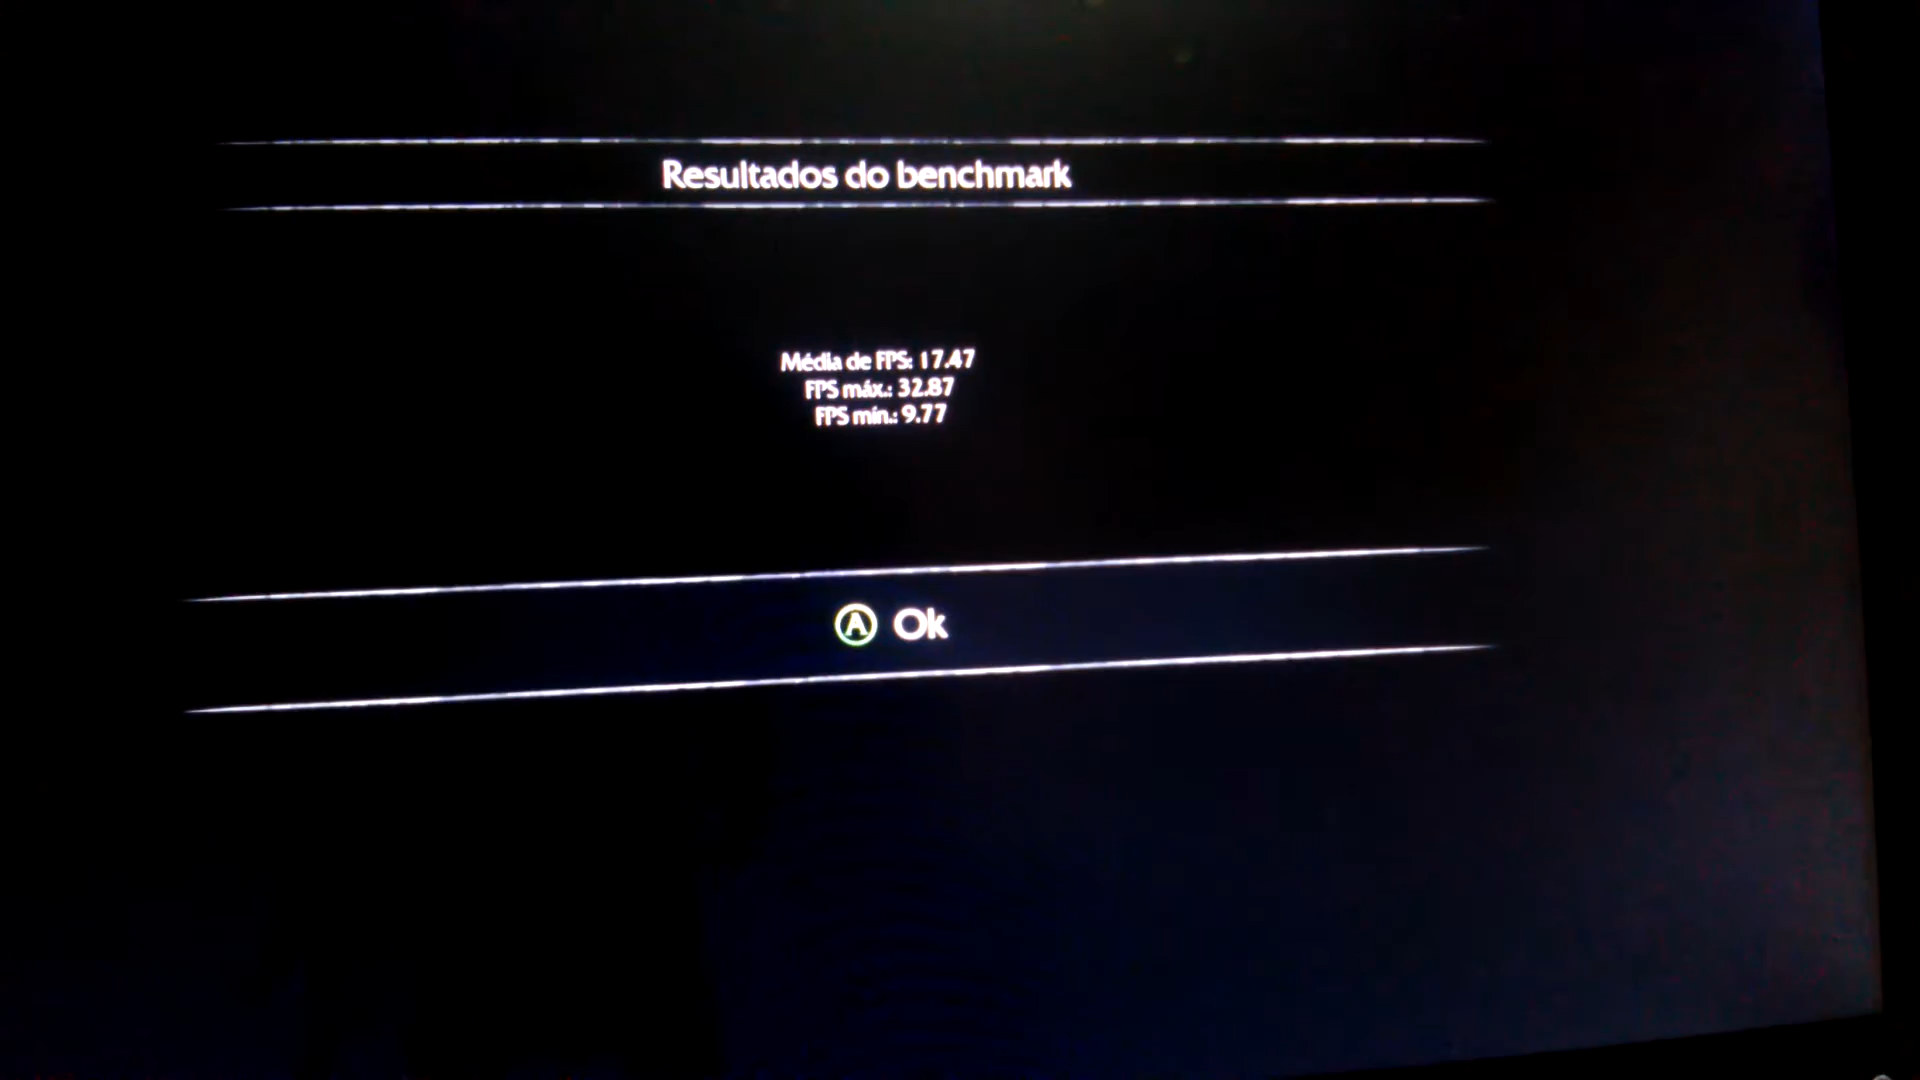 Resultados do benchmark
Média de FPS: 17.47
FPS máx.: 32.87
FPS mín.: 9.77
A Ok